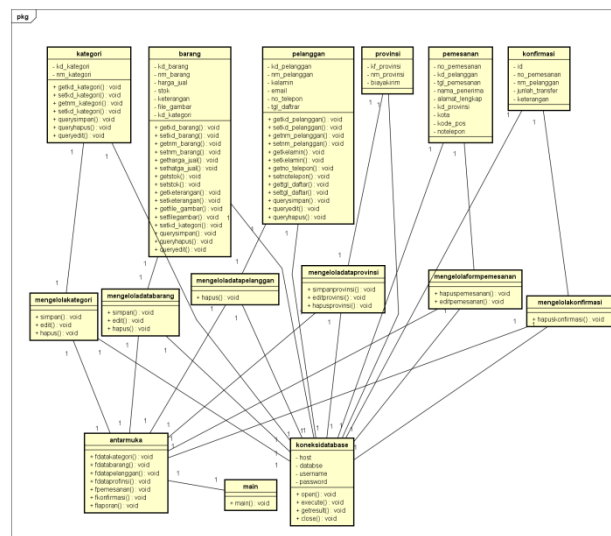 pkg
kategori
- kd_kategori
- nm_kategori
+ getkd_kategori() : void
+ setkd_kategori() : void
+ getnm_kategori() : void
+ setkd_kategori() : void
+ querysimpan() : void
+ queryhapus() : void
+ queryedit() : void
barang
- kd_barang
- nm_barang
- herga_jual
- stok
- keterangan
- file_gambar
- kd_kategori
+ getkd_barang() : void
+ setkd_barang() : void
+ getnm_barang() : void
+ setnm_barang() : void
+ getharga_jual() : void
+ sethatga_jual() : void
+ getstok() : void
+ setstok() : void
+ getketerangan() : void
+ setketerangan() : void
+ getfile_gambar() : void
+ setfilegambar() : void
+ setkd_kategori() : void
+ querysimpan() : void
+ queryhapus() : void
+ queryedit() : void
pelanggan
- kd_pelanggan
- nm_pelanggan
- kelamin
- email
- no_telepon
- tgl_daftar
+ getkd_pelanggan() : void
+ setkd_pelanggan() : void
+ getnm_pelanggan() : void
+ setnm_pelanggan() : void
+ getkelamin() : void
+ setkelamin() : void
+ getno_telepon() : void
+ setnotelepon() : void
+ gettgl_daftar() : void
+ settgl_daftar() : void
+ querysimpan() : void
+ queryedit() : void
+ queryhapus() : void
provinsi
- kf_provinsi
- nm_provinsi
- biayakirim
pemesanan
- no_pemesanan
- kd_pelanggan
- tgl_pemesanan
- nama_penerima
- alamat_lengkap
- kd_provinsi
- kota
- kode_pos
- notelepon
konfirmasi
- id
- no_pemesanan
- nm_pelanggan
- jumlah_transfer
- keterangan
mengelolakategori
+ simpan() : void
+ edit() : void
+ hapus() : void
mengeloladatabarang
+ simpan() : void
+ edit() : void
+ hapus() : void
mengeloladatapelanggan
+ hapus() : void
mengeloladataprovinsi
+ simpanprovinsi() : void
+ editprovinsi() : void
+ hapusprovinsi() : void
mengelolaformpemesanan
+ hapuspemesanan() : void
+ editpemesanan() : void
mengelolakonfirmasi
+ hapuskonfirmasi() : void
antarmuka
+ fdatakategori() : void
+ fdatabarang() : void
+ fdatapelanggan() : void
+ fdataprofinsi() : void
+ fpemesanan() : void
+ fkonfirmasi() : void
+ flaporan() : void
main
+ main() : void
koneksidatabase
- host
- databse
- username
- password
+ open() : void
+ execute() : void
+ getresult() : void
+ close() : void